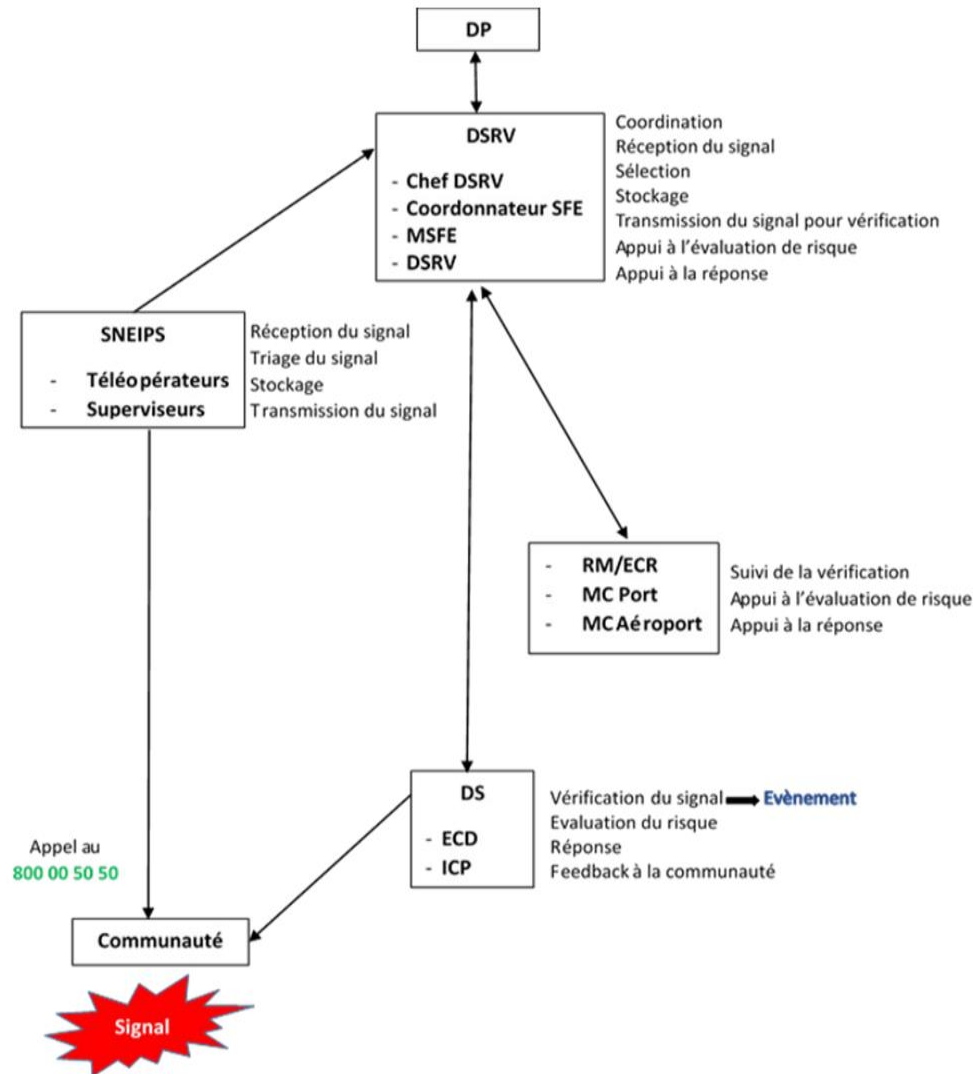 DP
DSRV
- Chef DSRV
- Coordonnateur SFE
- MSFE
- DSRV
Coordination
Réception du signal
Sélection
Stockage
Transmission du signal pour vérification
Appui à l'évaluation de risque
Appui à la réponse
SNEIPS
- Téléopérateurs
- Superviseurs
Réception du signal
Triage du signal
Stockage
Transmission du signal
- RM/ECR
- MC Port
- MC Aéroport
Suivi de la vérification
Appui à l'évaluation de risque
Appui à la réponse
DS
- ECD
- ICP
Vérification du signal Evènement
Evaluation du risque
Réponse
Feedback à la communauté
Appel au
800 00 50 50
Communauté
Signal